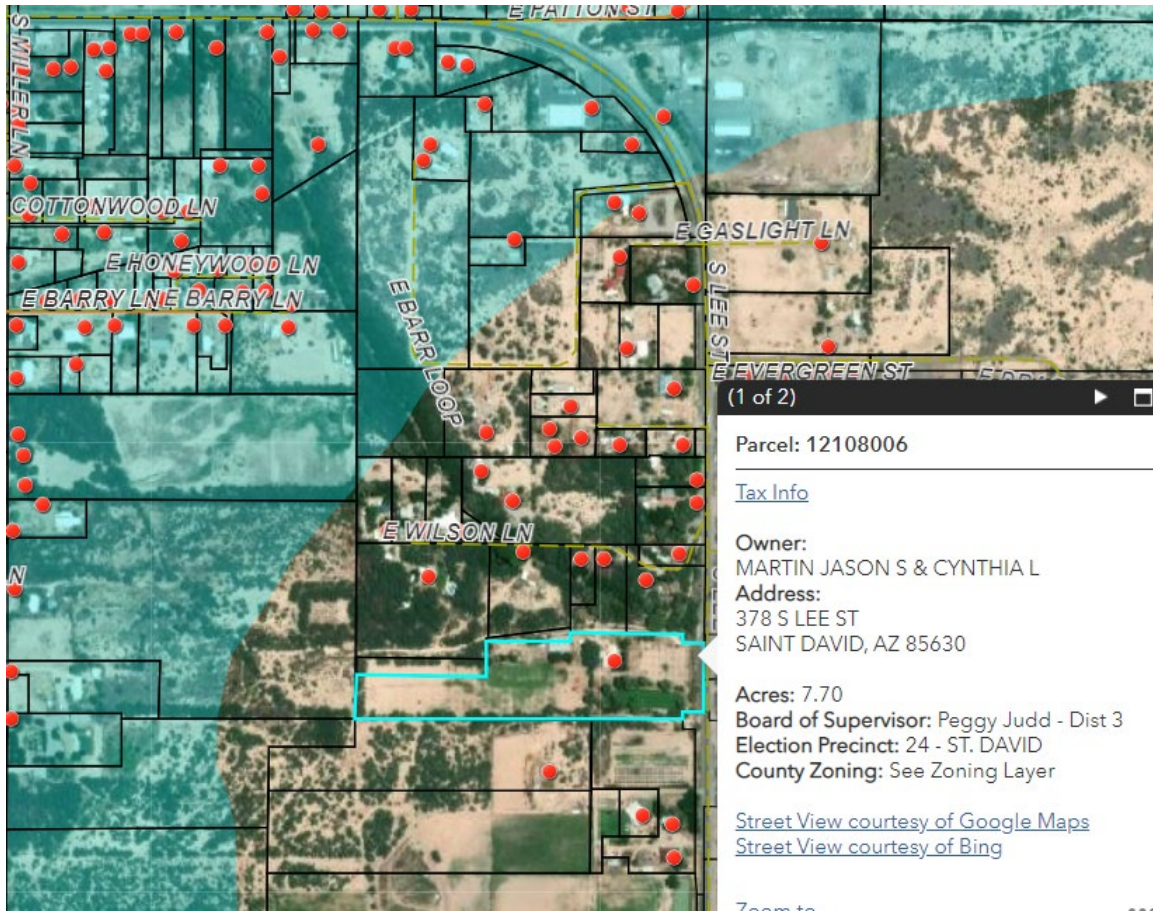 E PATTON ST
S MILLER LN
COTTONWOOD LN
E HONEYWOOD LN
E BARRY LN E BARRY LN
E BARR LOOP
E GASLIGHT LN
S LEE ST
E EVERGREEN ST
E WILSON LN
N
(1 of 2)
Parcel: 12108006
Tax Info
Owner:
MARTIN JASON S & CYNTHIA L
Address:
378 S LEE ST
SAINT DAVID, AZ 85630
Acres: 7.70
Board of Supervisor: Peggy Judd - Dist 3
Election Precinct: 24 - ST. DAVID
County Zoning: See Zoning Layer
Street View courtesy of Google Maps
Street View courtesy of Bing
Zoom to